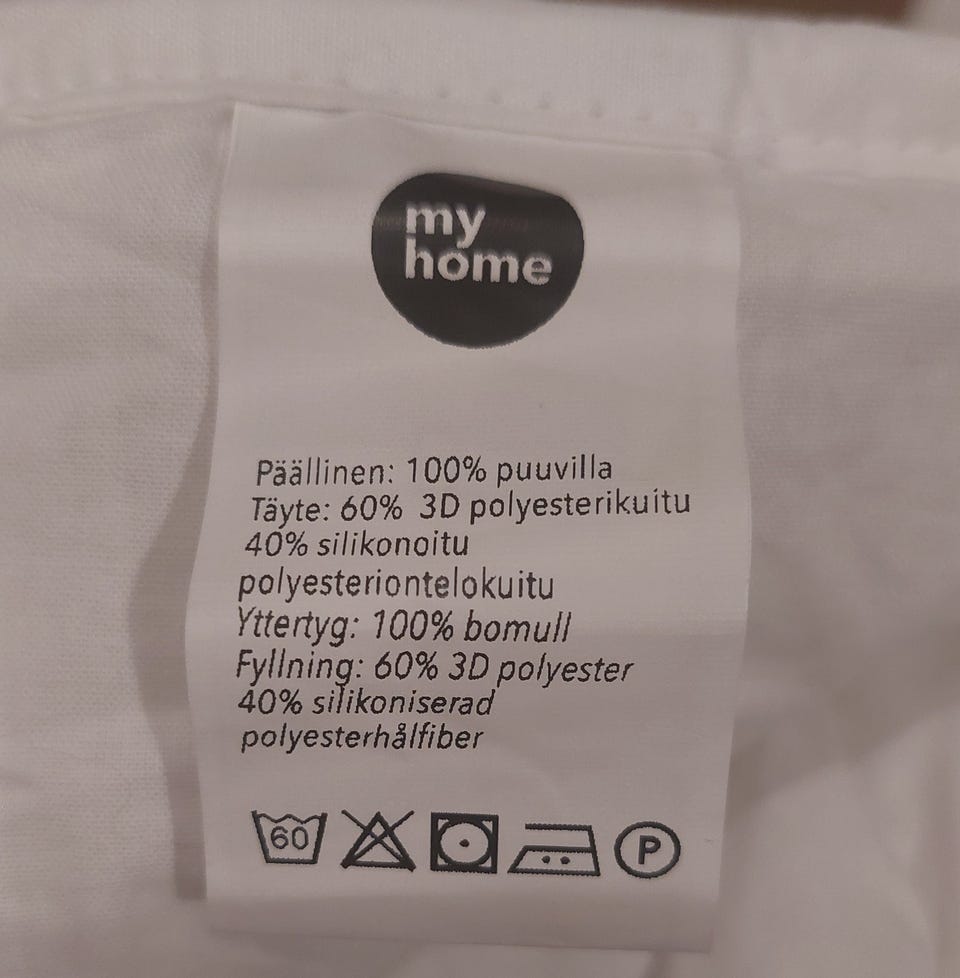 my
home
Päällinen: 100% puuvilla
Täyte: 60% 3D polyesterikuitu
40% silikonoitu
polyesteriontelokuitu
Yttertyg: 100% bomull
Fyllning: 60% 3D polyester
40% silikoniserad
polyesterhålfiber
60 P